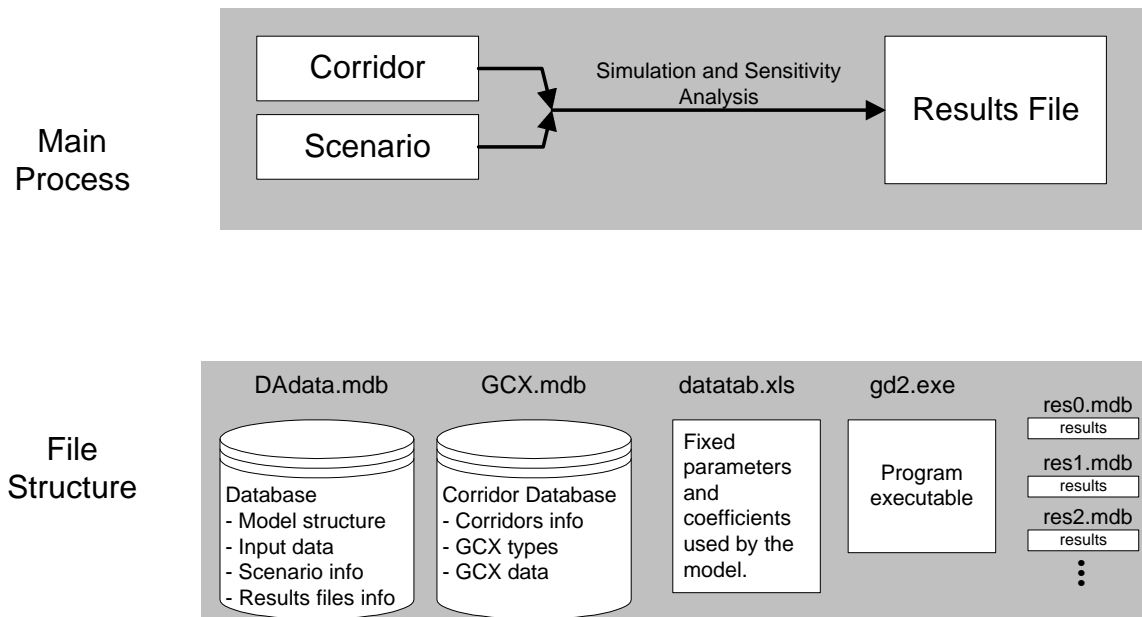 Main
Process
Corridor
Scenario
Simulation and Sensitivity
Analysis
Results File
File
Structure
DAdata.mdb
Database
- Model structure
- Input data
- Scenario info
- Results files info
GCX.mdb
Corridor Database
- Corridors info
- GCX types
- GCX data
datatab.xls
Fixed
parameters
and
coefficients
used by the
model.
gd2.exe
Program
executable
res0.mdb
results
res1.mdb
results
res2.mdb
results